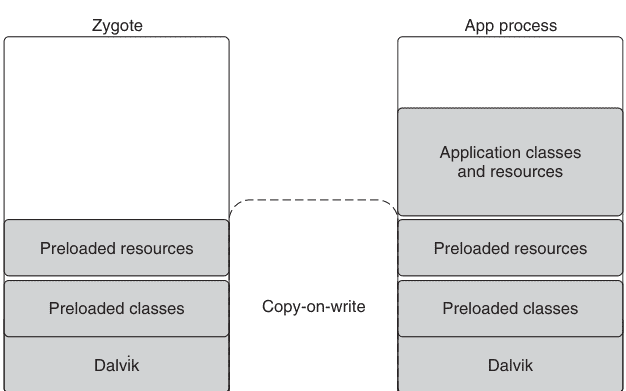 Zygote
App process
Application classes
and resources
Preloaded resources
Preloaded resources
Preloaded classes
Copy-on-write
Preloaded classes
Dalvik
Dalvik